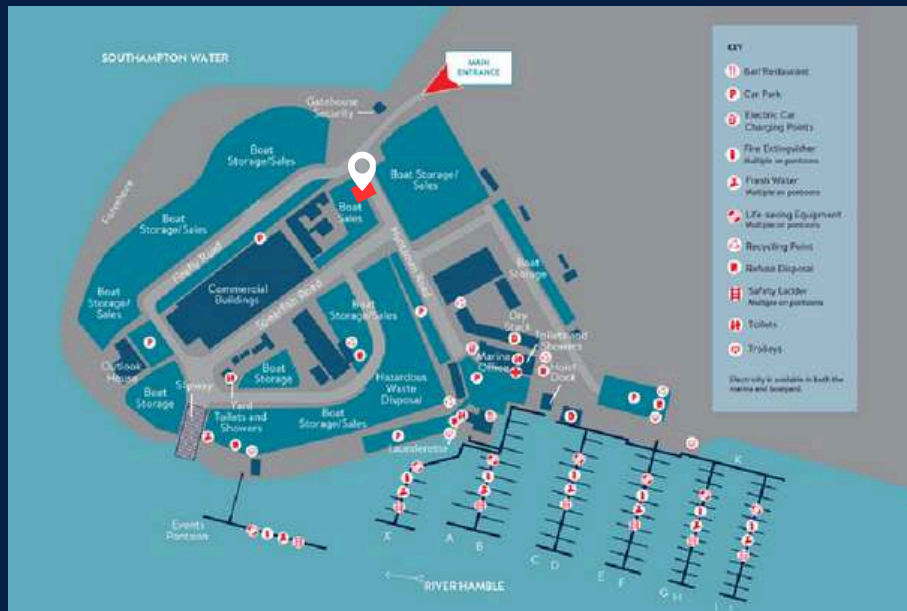 SOUTHAMPTON WATER
MAIN
ENTRANCE
Gatehouse
Security
Boat
Storage/Sales
Boat Storage/
Sales
Foreshore
Boat
Storage/Sales
Boat
Sales
Firefly Road
Commercial
Buildings
Spearfish Road
Boat
Storage
Boat
Storage/
Sales
Boat
Storage/Sales
Dry
Stack
Toilets and
Showers
Marina
Office
Hoist
Dock
Outlook
House
Slipway
Boat
Storage
Boat
Storage
Hazardous
Waste
Disposal
Yard
Toilets and
Showers
Boat
Storage/Sales
Launderette
Events
Pontoon
X
A
B
C
D
E
F
G
H
K
RIVER HAMBLE
KEY
Bar/Restaurant
P
Car Park
Electric Car
Charging Points
Fire Extinguisher
Multiple on pontoons
Fresh Water
Multiple on pontoons
Life-saving Equipment
Multiple on pontoons
Recycling Point
Refuse Disposal
Safety Ladder
Multiple on pontoons
Toilets
Trolleys
Electricity is available in both the
marina and boatyard.